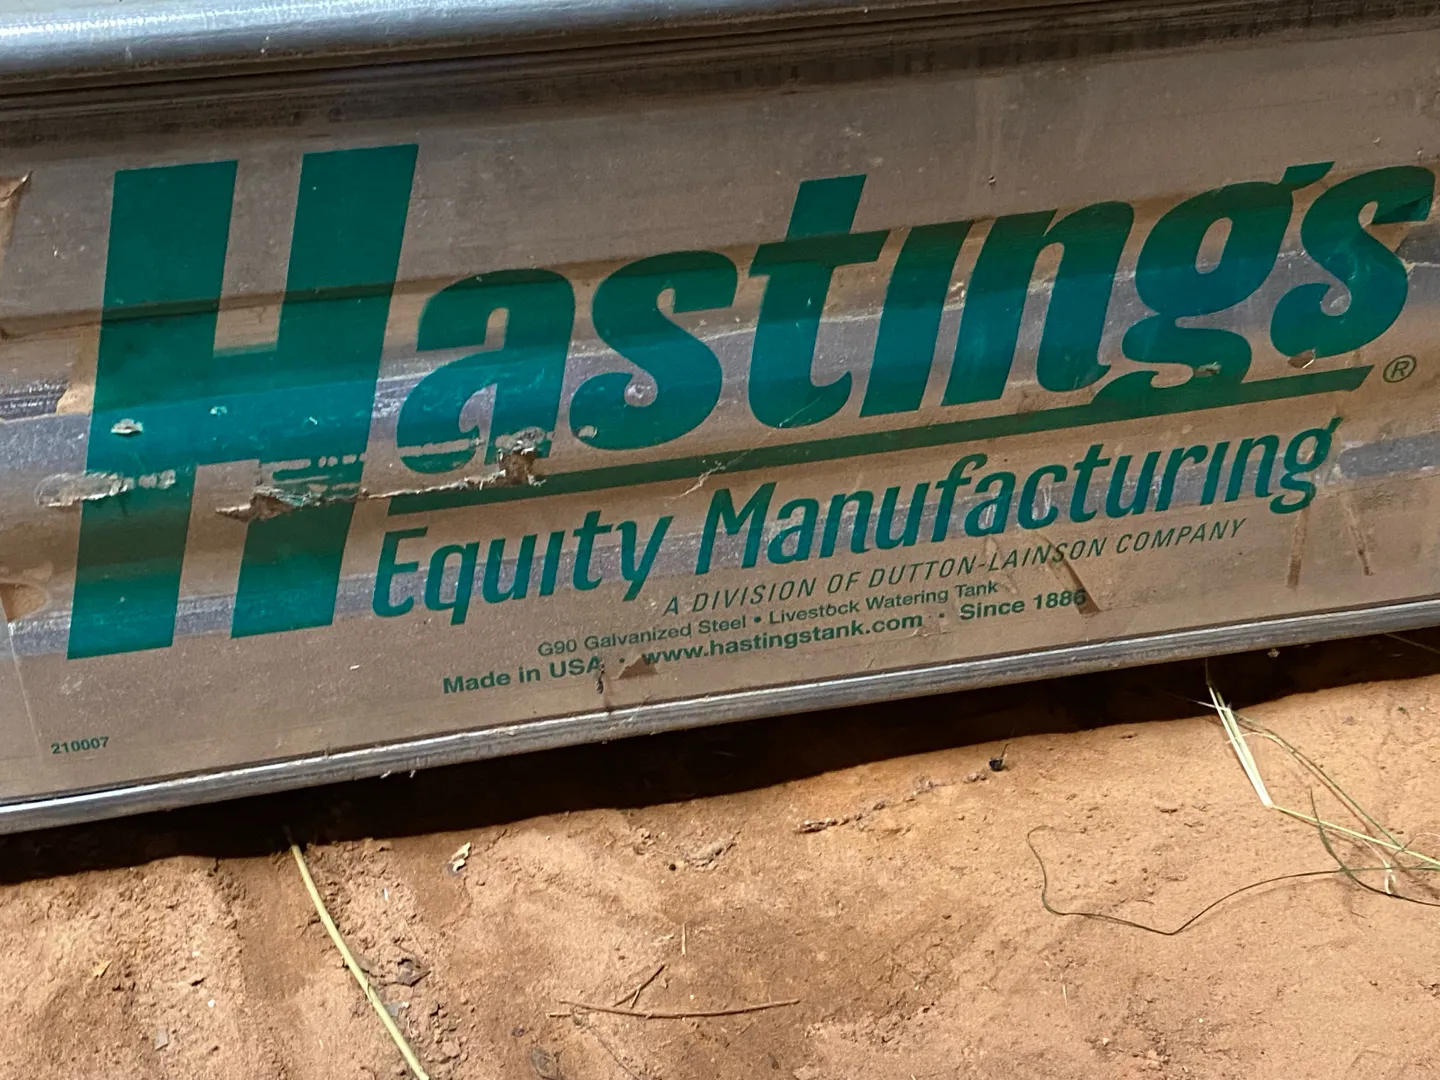 Hastings®
Equity Manufacturing
A DIVISION OF DUTTON-LAINSON COMPANY
G90 Galvanized Steel • Livestock Watering Tank
Made in USA • www.hastingstank.com • Since 1886
210007